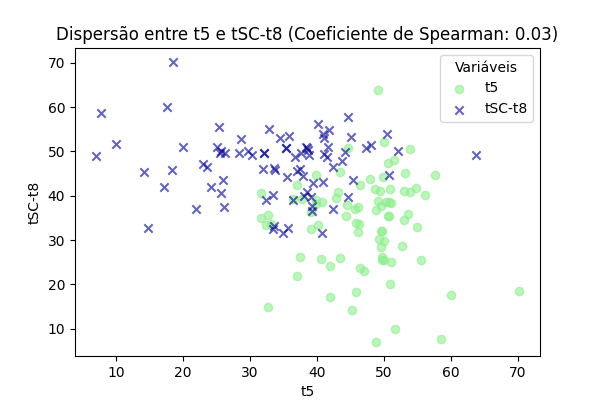 Dispersão entre t5 e tSC-t8 (Coeficiente de Spearman: 0.03)
Variáveis
t5
tSC-t8
70
60
50
40
30
20
10
tSC-t8
10 20 30 40 50 60 70
t5